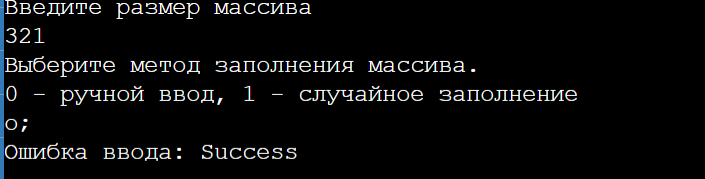 Введите размер массива
321
Выберите метод заполнения массива.
0 - ручной ввод, 1 - случайное заполнение
о;
Ошибка ввода: Success